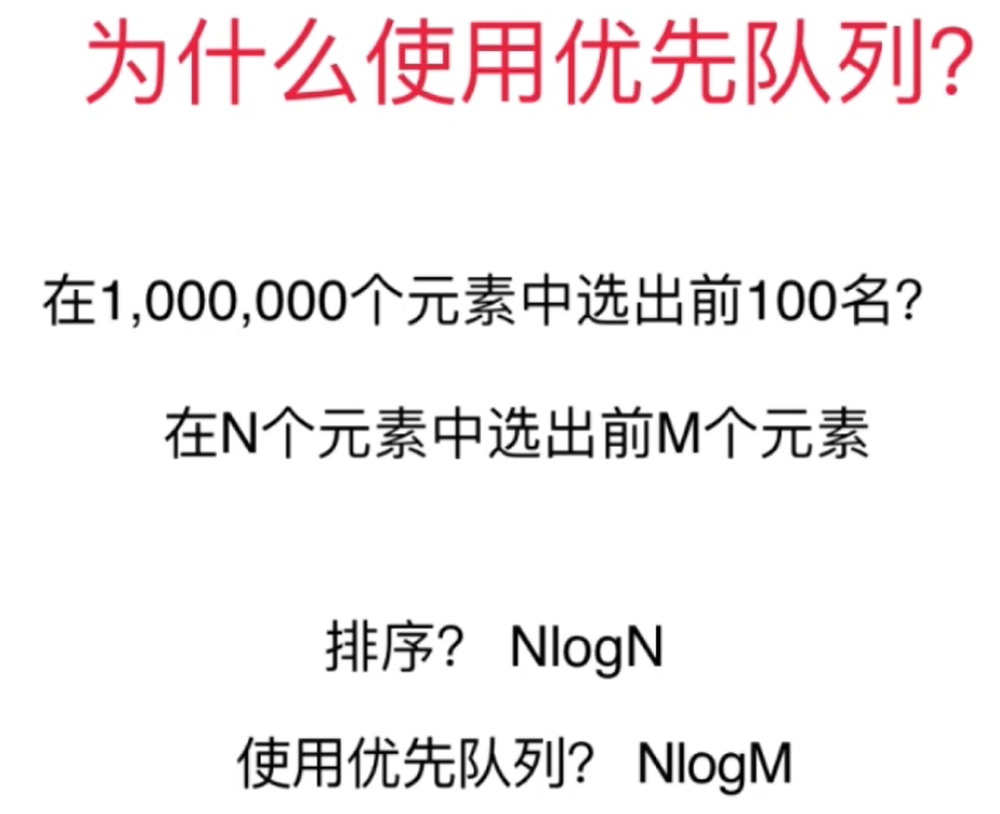 为什么使用优先队列？
在1,000,000个元素中选出前100名？
在N个元素中选出前M个元素
排序？ NlogN
使用优先队列？ NlogM